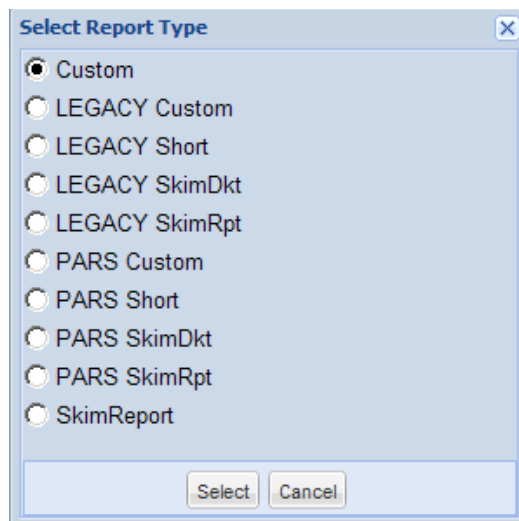 Select Report Type
Custom
LEGACY Custom
LEGACY Short
LEGACY SkimDkt
LEGACY SkimRpt
PARS Custom
PARS Short
PARS SkimDkt
PARS SkimRpt
SkimReport
Select Cancel